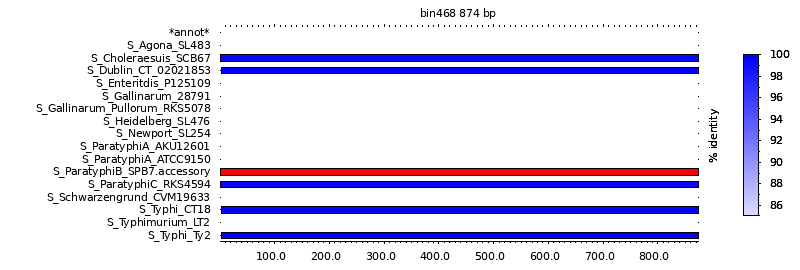 bin468 874 bp
*annot*
S_Agona_SL483
S_Choleraesuis_SCB67
S_Dublin_CT_02021853
S_Enteritdis_P125109
S_Gallinarum_28791
S_Gallinarum_Pullorum_RKS5078
S_Heidelberg_SL476
S_Newport_SL254
S_ParatyphiA_AKU12601
S_ParatyphiA_ATCC9150
S_ParatyphiB_SPB7.accessory
S_ParatyphiC_RKS4594
S_Schwarzengrund_CVM19633
S_Typhi_CT18
S_Typhimurium_LT2
S_Typhi_Ty2
100.0 200.0 300.0 400.0 500.0 600.0 700.0 800.0
% identity
100
98
96
94
92
90
88
86